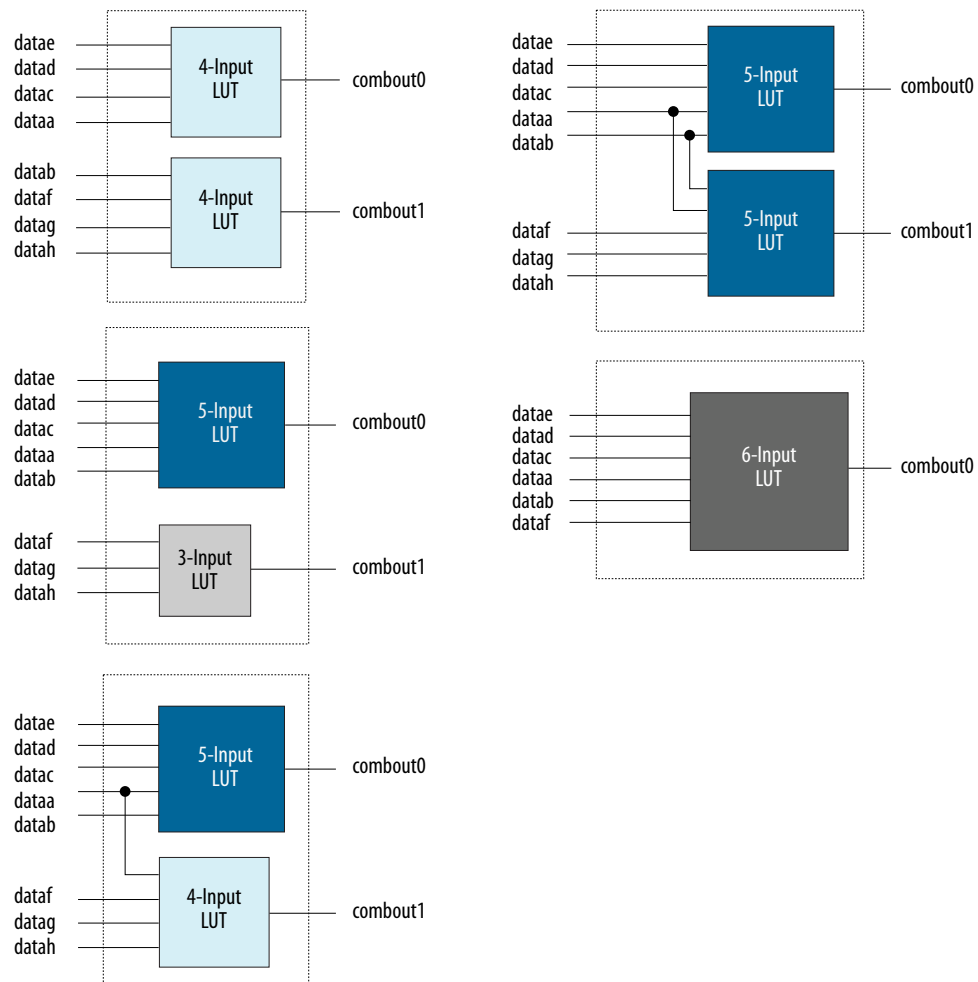 datae
datad
datac
dataa
4-Input
LUT
combout0
datab
dataf
datag
datah
4-Input
LUT
combout1
datae
datad
datac
dataa
datab
5-Input
LUT
combout0
dataf
datag
datah
3-Input
LUT
combout1
datae
datad
datac
dataa
datab
5-Input
LUT
combout0
dataf
datag
datah
4-Input
LUT
combout1
datae
datad
datac
dataa
datab
5-Input
LUT
combout0
dataf
datag
datah
5-Input
LUT
combout1
datae
datad
datac
dataa
datab
dataf
6-Input
LUT
combout0